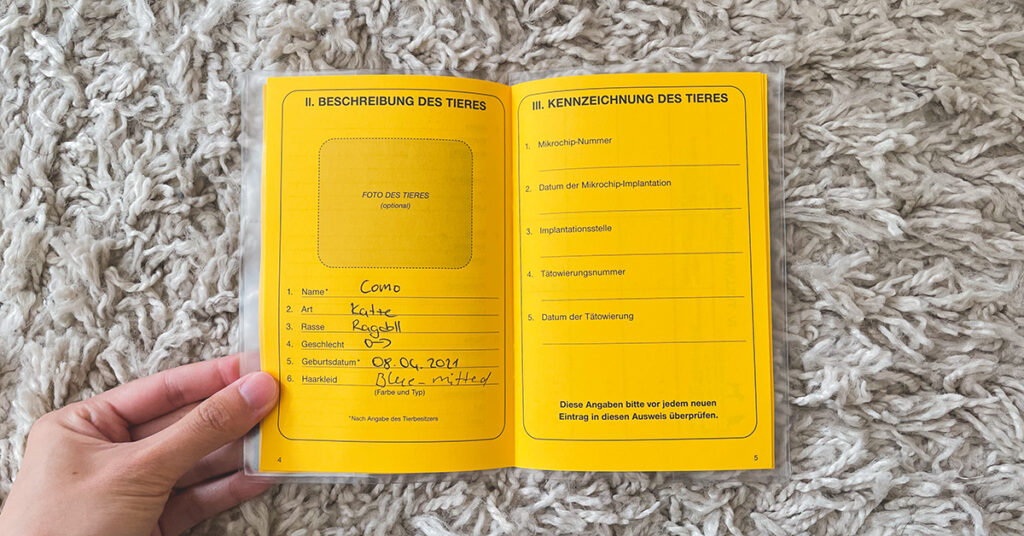 II. BESCHREIBUNG DES TIERES
FOTO DES TIERES
(optional)
1. Name* Como
2. Art Katze
3. Rasse Ragdoll
4. Geschlecht
5. Geburtsdatum* 08.04.2021
6. Haarkleid Blue-mitted
(Farbe und Typ)
*Nach Angabe des Tierbesitzers
4
III. KENNZEICHNUNG DES TIERES
1. Mikrochip-Nummer
2. Datum der Mikrochip-Implantation
3. Implantationsstelle
4. Tätowierungsnummer
5. Datum der Tätowierung
Diese Angaben bitte vor jedem neuen
Eintrag in diesen Ausweis überprüfen.
5